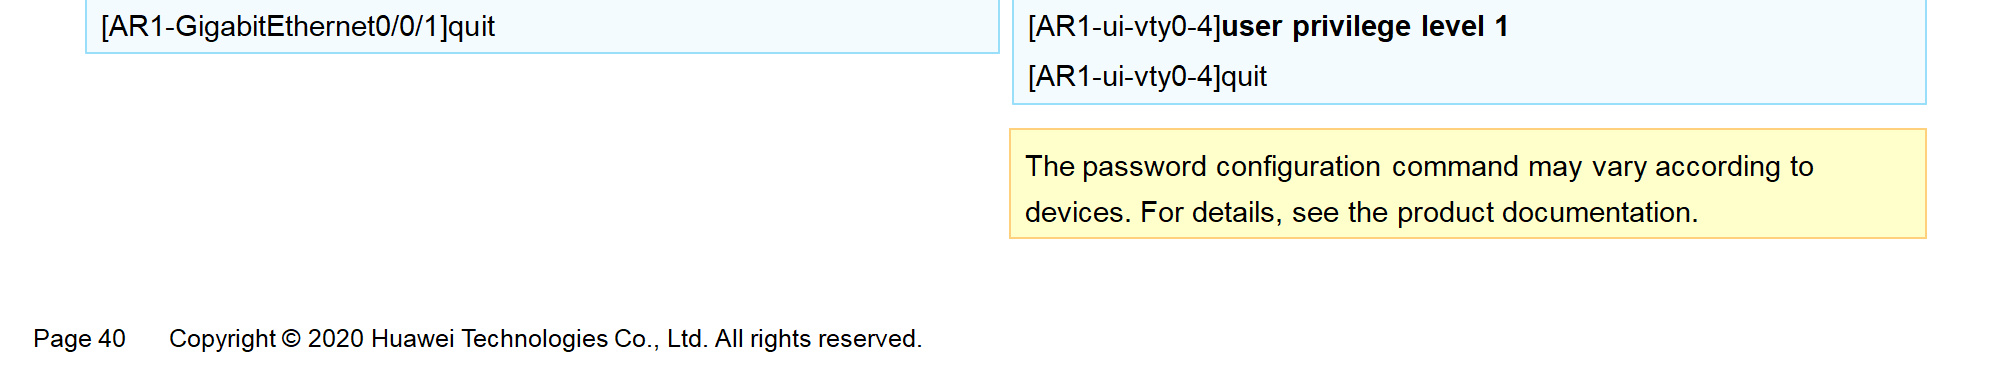 [AR1-GigabitEthernet0/0/1]quit
[AR1-ui-vty0-4]user privilege level 1
[AR1-ui-vty0-4]quit
The password configuration command may vary according to
devices. For details, see the product documentation.
Page 40 Copyright © 2020 Huawei Technologies Co., Ltd. All rights reserved.